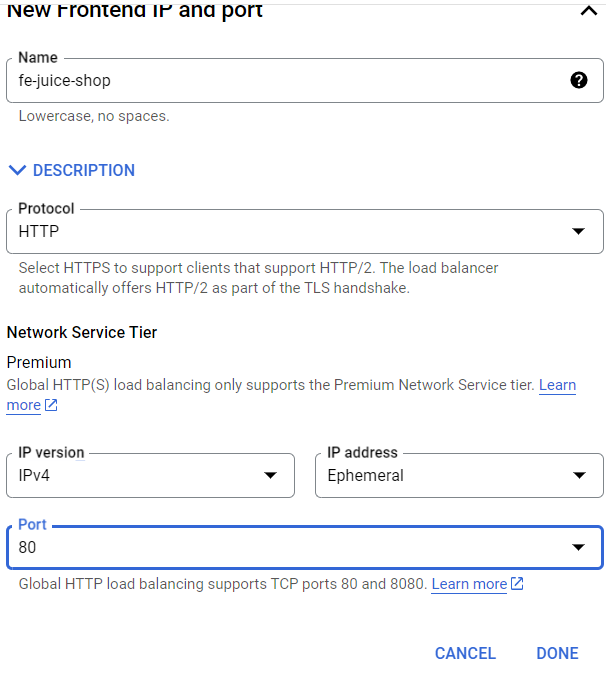 New Frontend IP and port
Name
fe-juice-shop
Lowercase, no spaces.
DESCRIPTION
Protocol
HTTP
Select HTTPS to support clients that support HTTP/2. The load balancer
automatically offers HTTP/2 as part of the TLS handshake.
Network Service Tier
Premium
Global HTTP(S) load balancing only supports the Premium Network Service tier. Learn
more
IP version
IPv4
IP address
Ephemeral
Port
80
Global HTTP load balancing supports TCP ports 80 and 8080. Learn more
CANCEL DONE